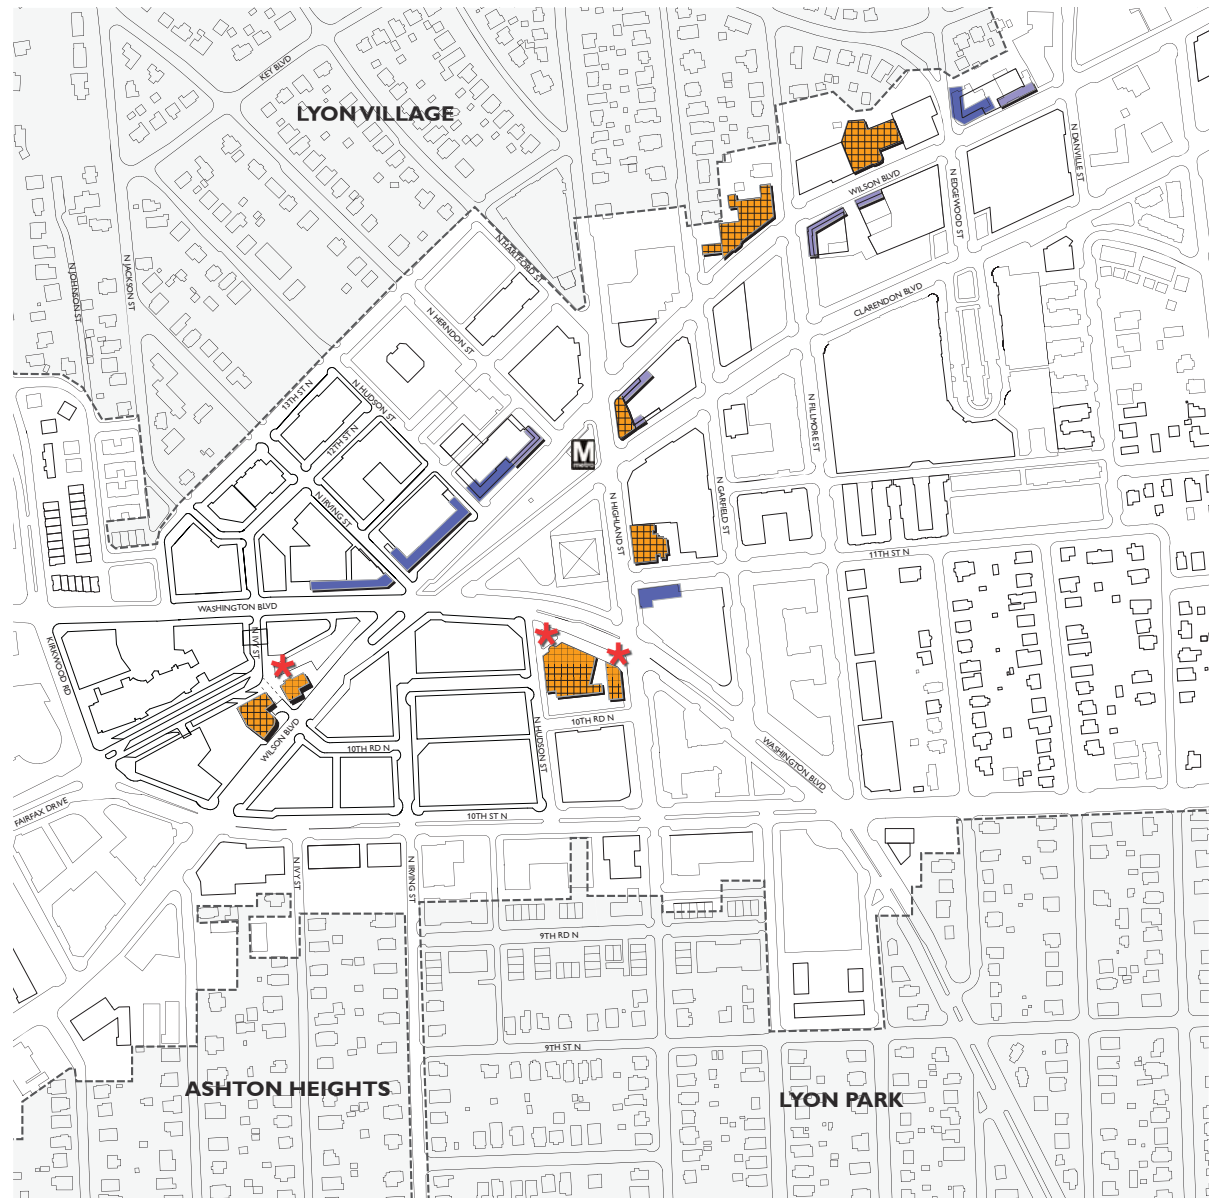 KEY BLVD
LYON VILLAGE
N DANVILLE ST
WILSON BLVD
N EDGEWOOD ST
N HARTFORD ST
N JACKSON ST
N JOHNSON ST
CLARENDON BLVD
N HERNDON ST
13TH ST N
N HUDSON ST
N FILLMORE ST
12TH ST N
M
metro
N IRVING ST
N HIGHLAND ST
N GARFIELD ST
11TH ST N
WASHINGTON BLVD
N IVY ST
KIRKWOOD RD
WILSON BLVD
10TH RD N
10TH RD N
N HUDSON ST
WASHINGTON BLVD
FAIRFAX DRIVE
10TH ST N
N IVY ST
N IRVING ST
9TH RD N
9TH ST N
ASHTON HEIGHTS
LYON PARK